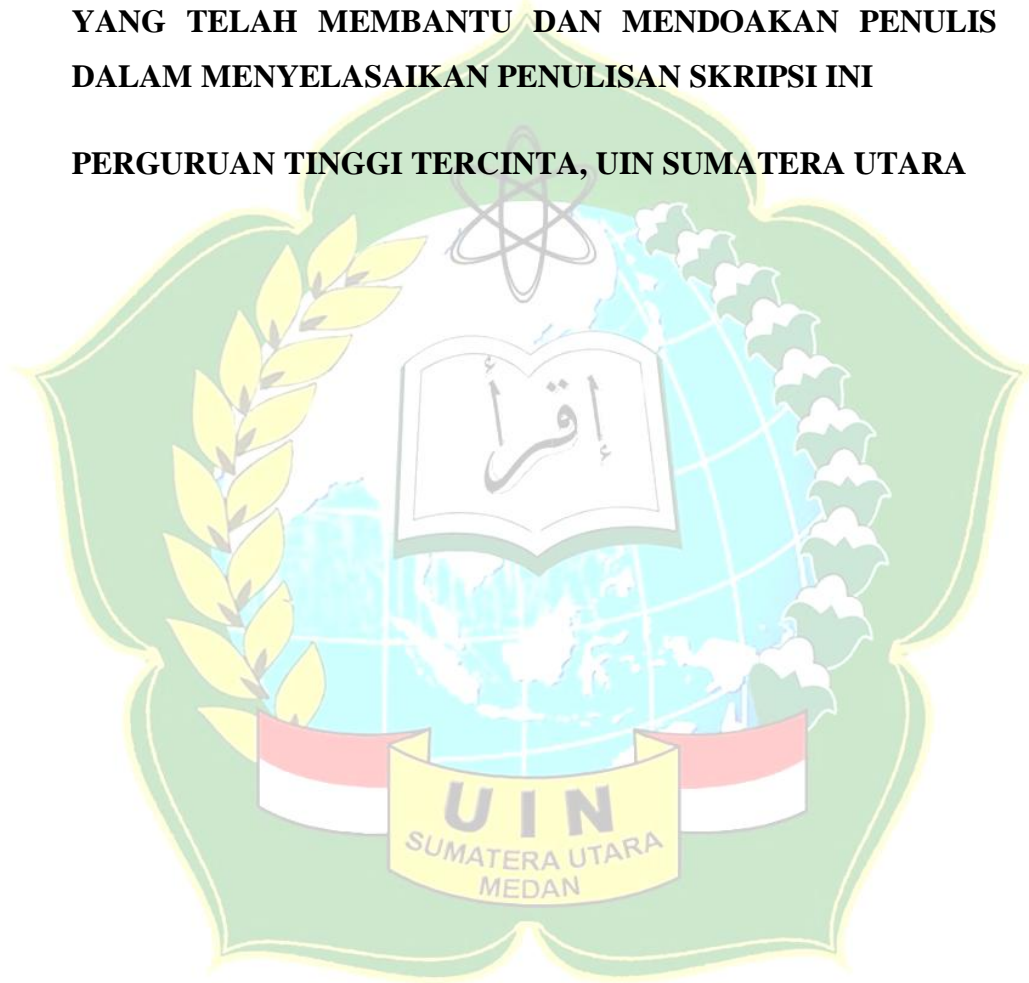 YANG TELAH MEMBANTU DAN MENDOAKAN PENULIS
DALAM MENYELASAIKAN PENULISAN SKRIPSI INI
PERGURUAN TINGGI TERCINTA, UIN SUMATERA UTARA
إقرأ
UIN
SUMATERA UTARA
MEDAN